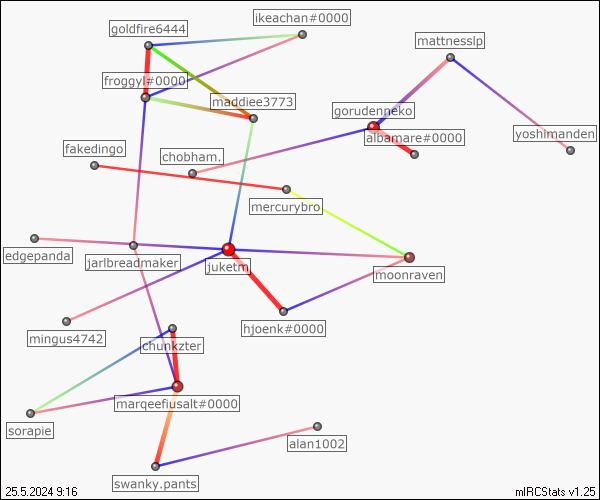 ikeachan#0000
goldfire6444
mattnesslp
froggyl#0000
maddiee3773
gorudenneko
albamare#0000
yoshimanden
fakedingo
chobham.
mercurybro
edgepanda
jarlbreadmaker
juketm
moonraven
mingus4742
hjoenk#0000
chunkzter
marqeefiusalt#0000
sorapie
alan1002
swanky.pants
25.5.2024 9:16
mIRCStats v1.25